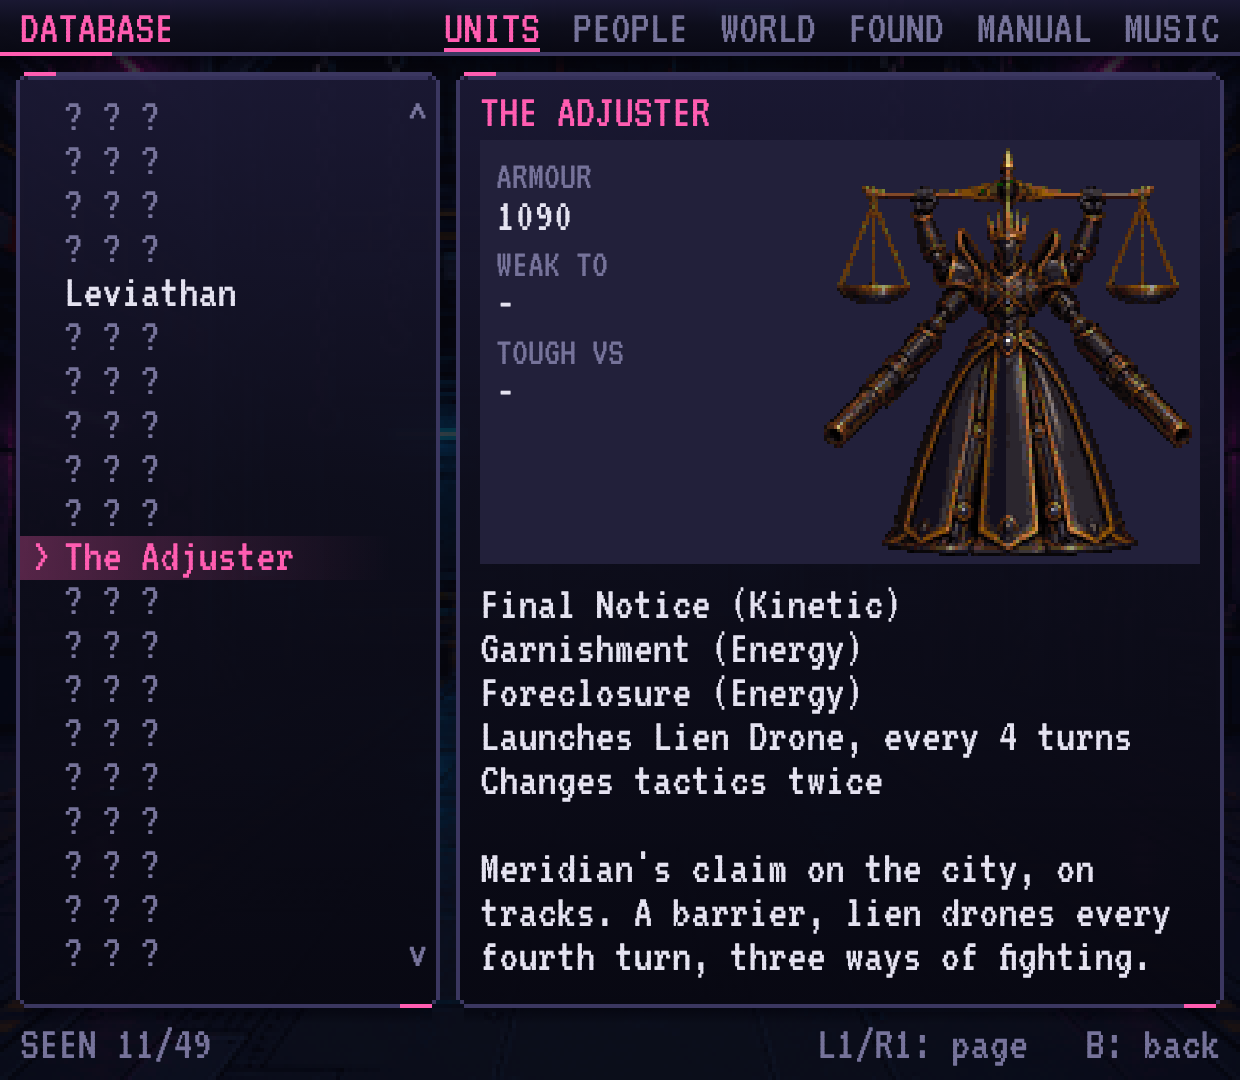 DATABASE
UNITS PEOPLE WORLD FOUND MANUAL MUSIC
? ? ?
? ? ?
? ? ?
? ? ?
Leviathan
? ? ?
? ? ?
? ? ?
? ? ?
? ? ?
> The Adjuster
? ? ?
? ? ?
? ? ?
? ? ?
? ? ?
? ? ?
? ? ?
? ? ?
? ? ?
THE ADJUSTER
ARMOUR
1090
WEAK TO
-
TOUGH VS
-
Final Notice (Kinetic)
Garnishment (Energy)
Foreclosure (Energy)
Launches Lien Drone, every 4 turns
Changes tactics twice
Meridian's claim on the city, on
tracks. A barrier, lien drones every
fourth turn, three ways of fighting.
SEEN 11/49
L1/R1: page B: back